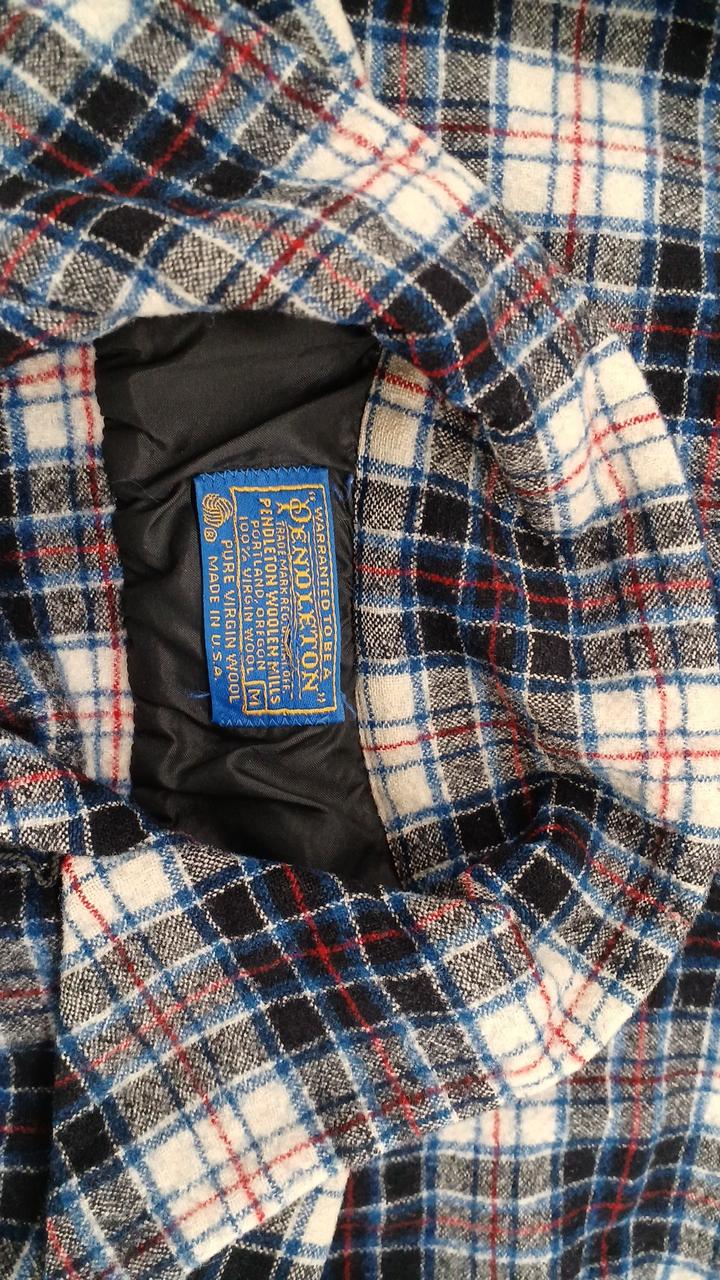 "WARRANTED TO BE A
PENDLETON"
TRADE MARK REG. OFF.
PENDLETON WOOLEN MILLS
PORTLAND, OREGON
100% VIRGIN WOOL M
® PURE VIRGIN WOOL
MADE IN U.S.A.